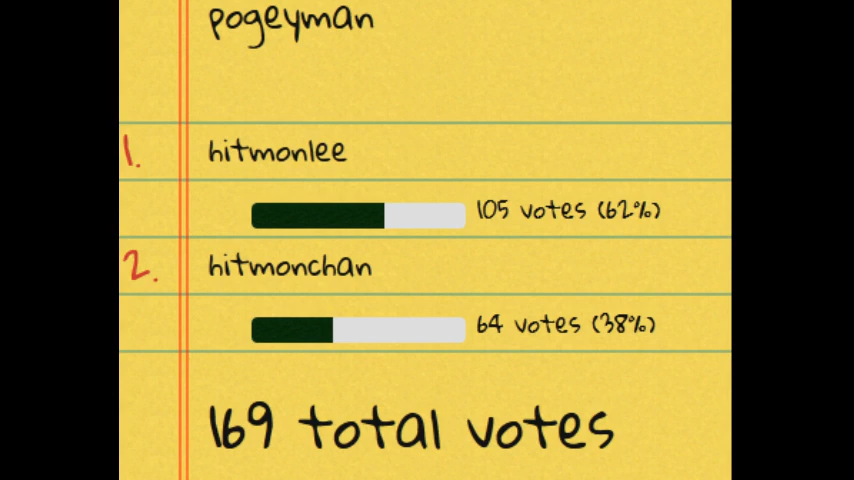 pogeyman
1.
hitmonlee
105 votes (62%)
2.
hitmonchan
64 votes (38%)
169 total votes